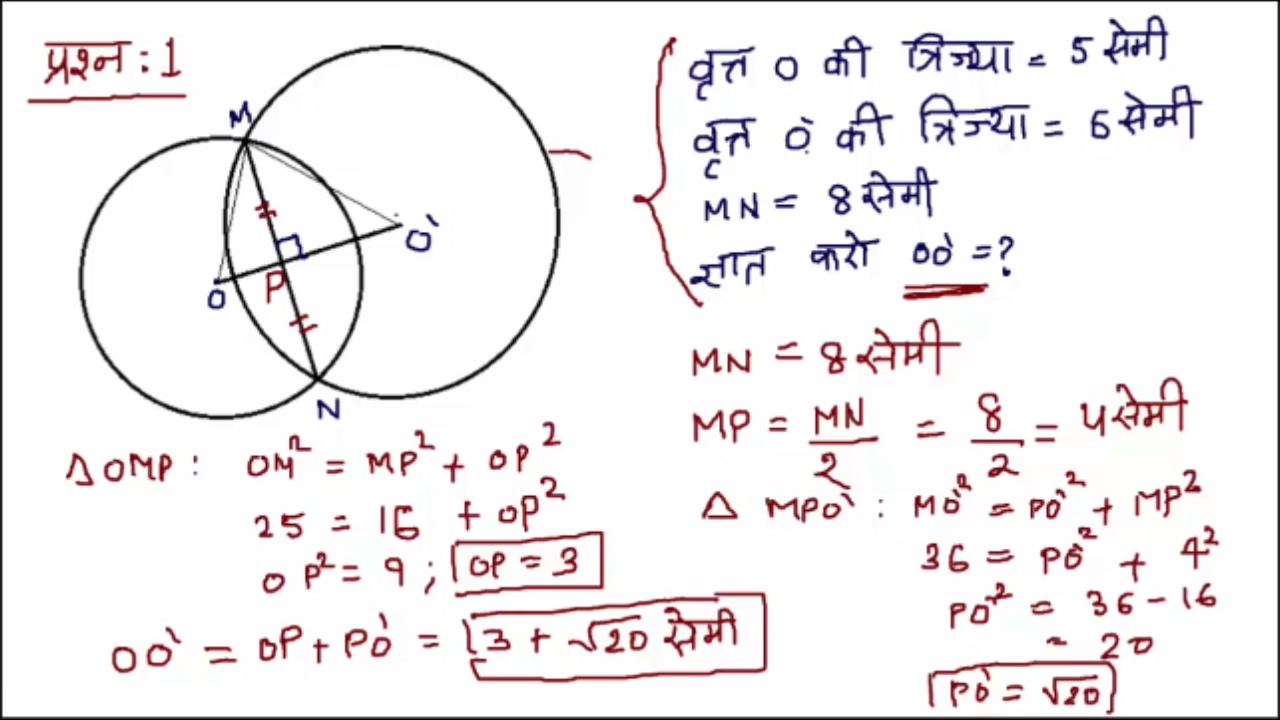 प्रश्न : 1
M
O
P
O'
N
वृत्त O की त्रिज्या = 5 सेमी
वृत्त O' की त्रिज्या = 6 सेमी
MN = 8 सेमी
ज्ञात करो OO' = ?
MN = 8 सेमी
MP = MN/2 = 8/2 = 4 सेमी
Δ OMP : OM² = MP² + OP²
25 = 16 + OP²
OP² = 9 ; OP = 3
Δ MPO' : MO'² = PO'² + MP²
36 = PO'² + 4²
PO'² = 36 - 16
= 20
PO' = √20
OO' = OP + PO' = 3 + √20 सेमी